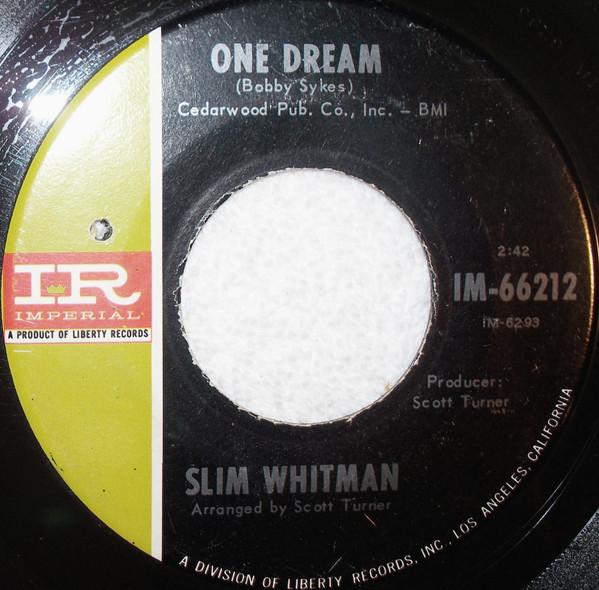 ONE DREAM
(Bobby Sykes)
Cedarwood Pub. Co., Inc. – BMI
2:42
IM-66212
IM-6293
IR
IMPERIAL
A PRODUCT OF LIBERTY RECORDS
Producer:
Scott Turner
SLIM WHITMAN
Arranged by Scott Turner
A DIVISION OF LIBERTY RECORDS, INC., LOS ANGELES, CALIFORNIA